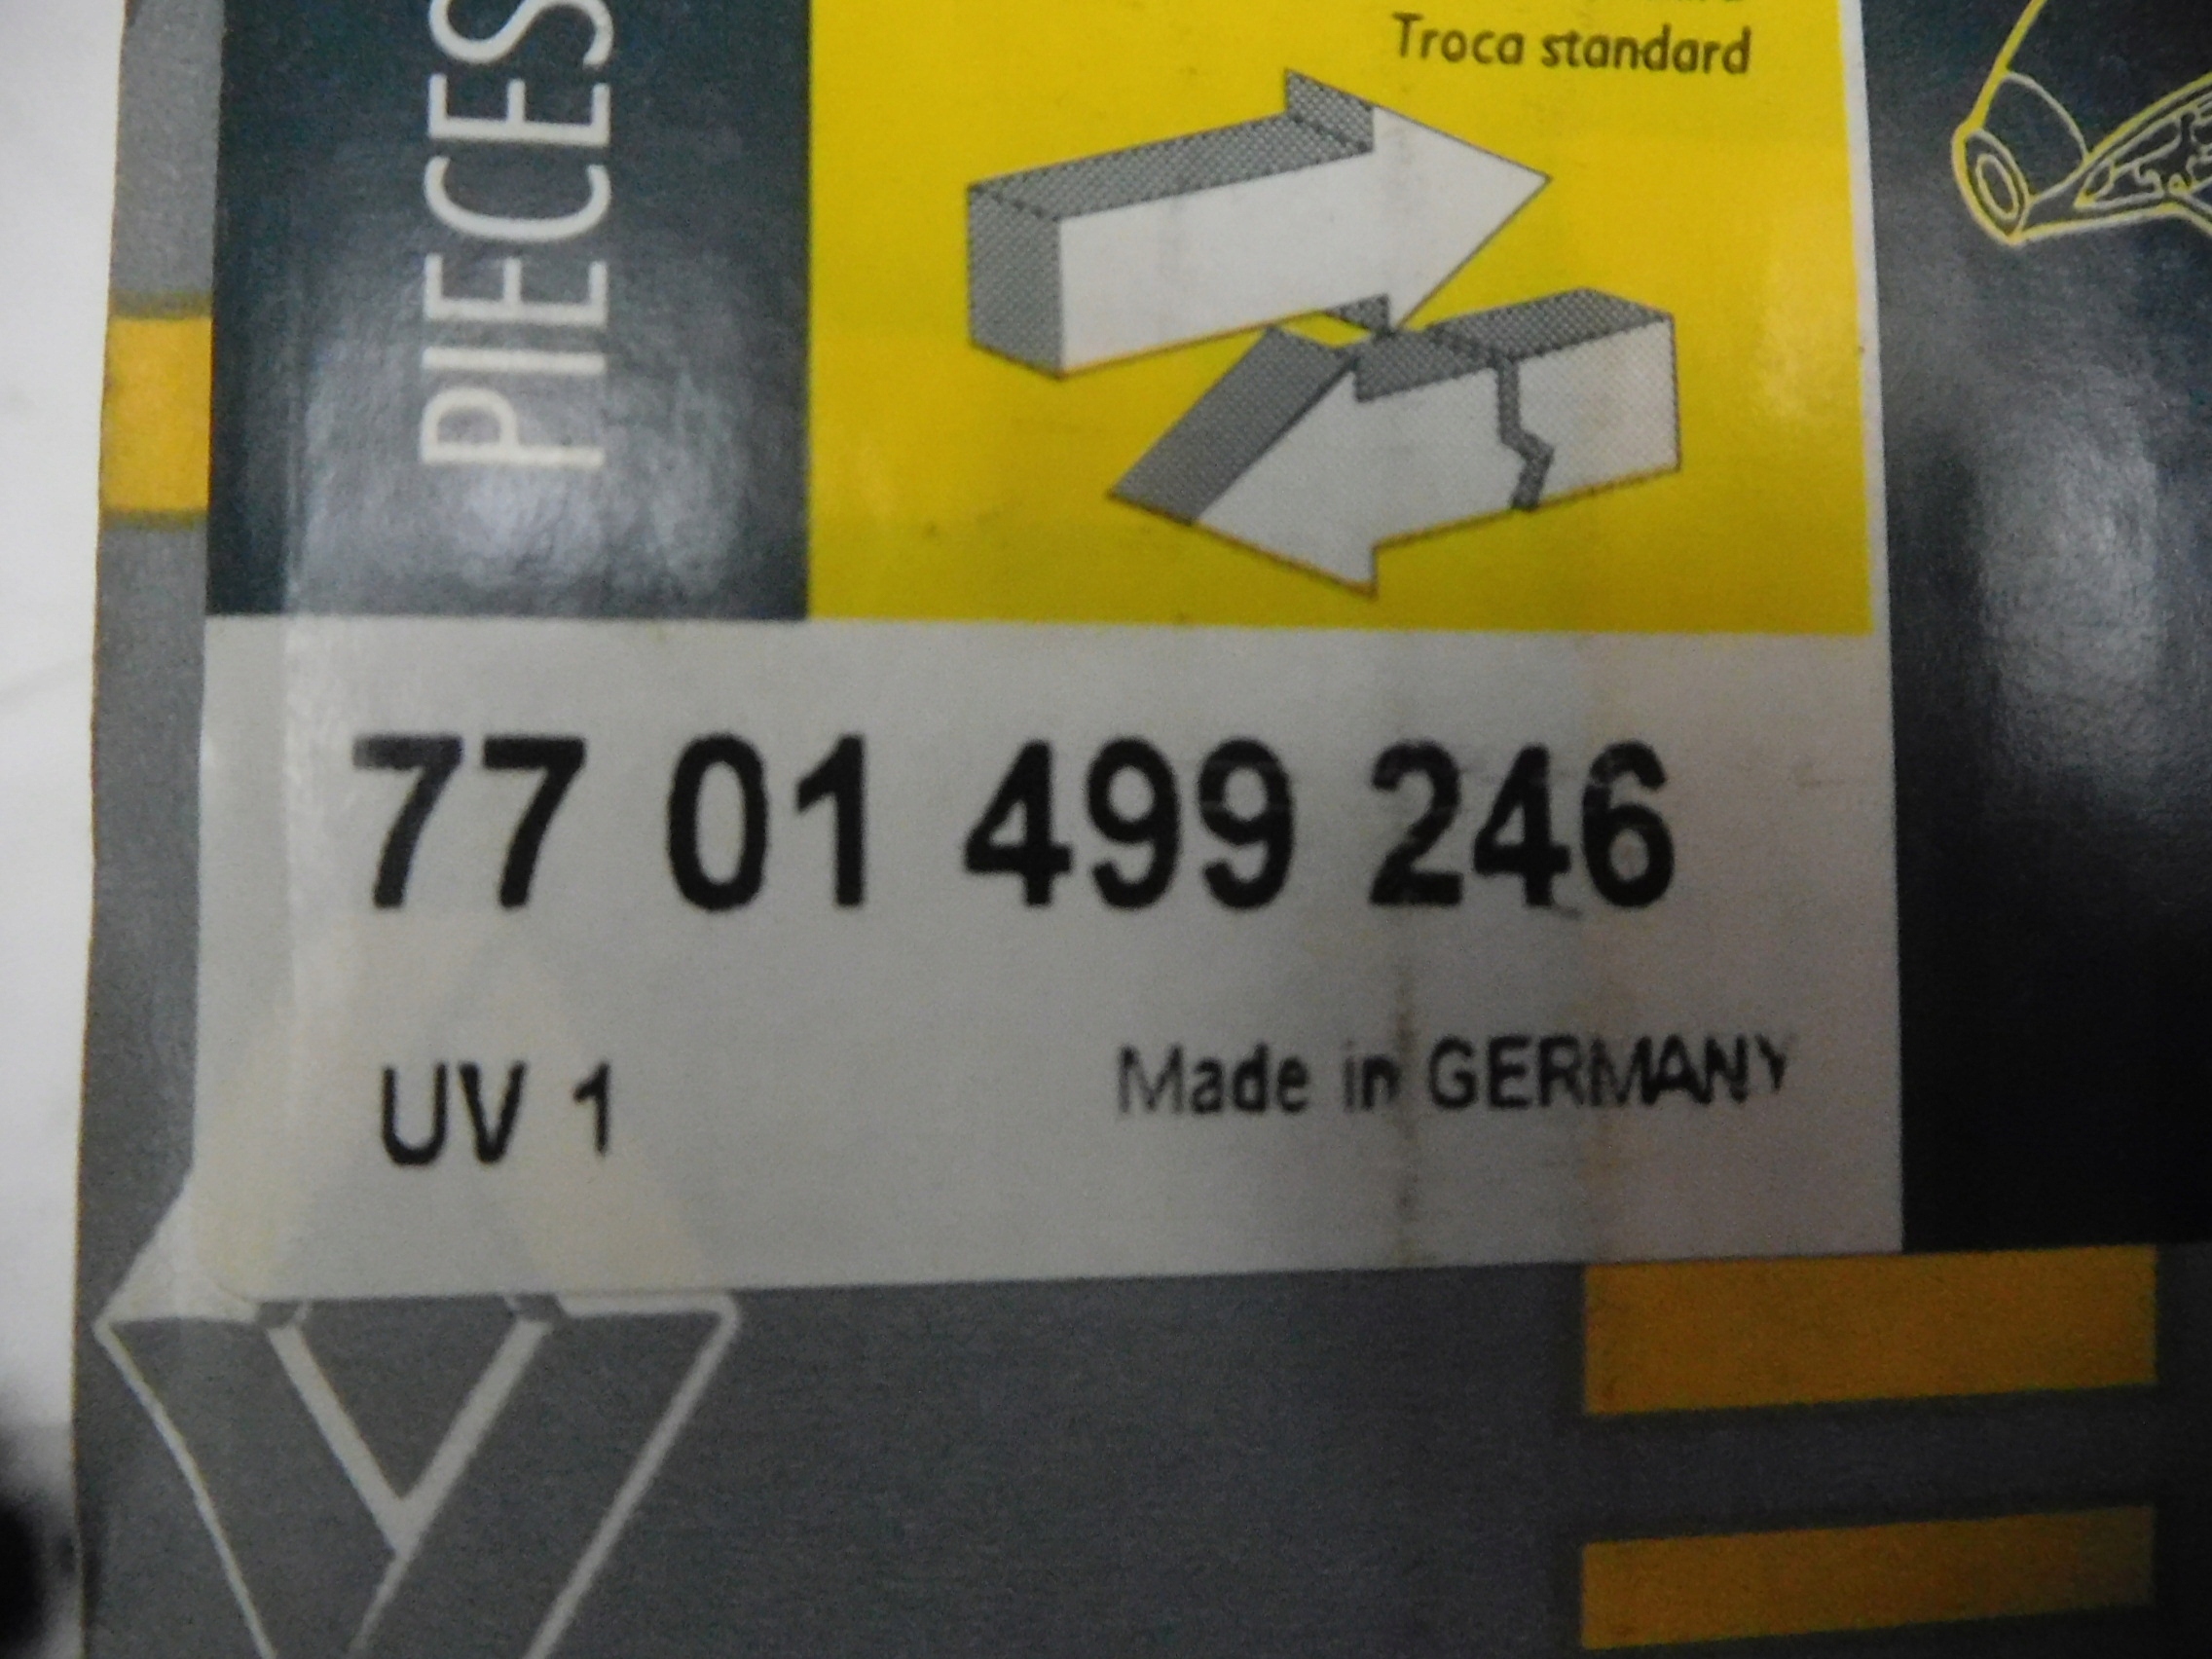 Troca standard
PIECES
77 01 499 246
UV 1
Made in GERMANY